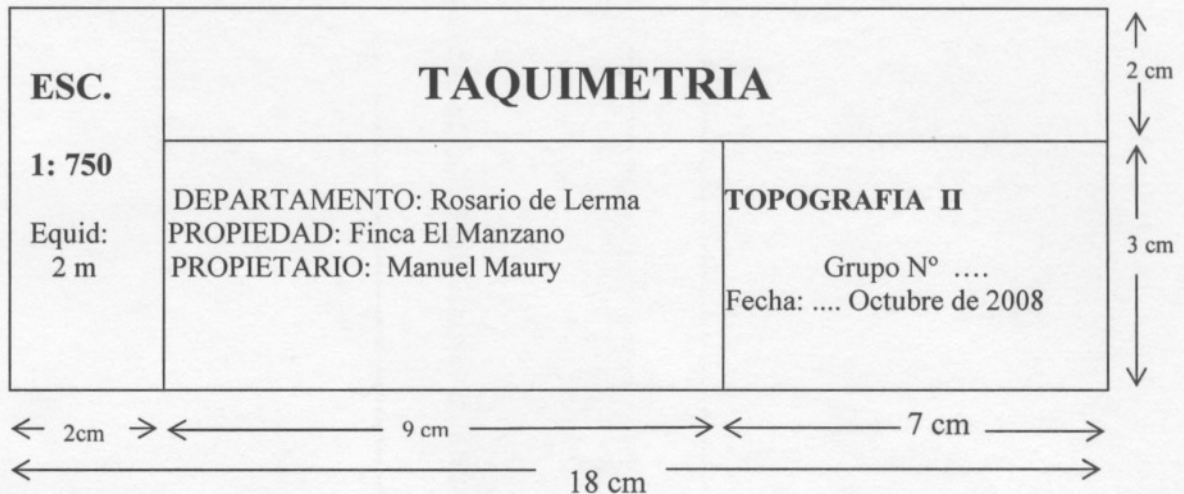 ESC.
1: 750
Equid:
2 m
TAQUIMETRIA
DEPARTAMENTO: Rosario de Lerma
PROPIEDAD: Finca El Manzano
PROPIETARIO: Manuel Maury
TOPOGRAFIA II
Grupo Nº ....
Fecha: .... Octubre de 2008
2 cm
3 cm
2cm
9 cm
7 cm
18 cm